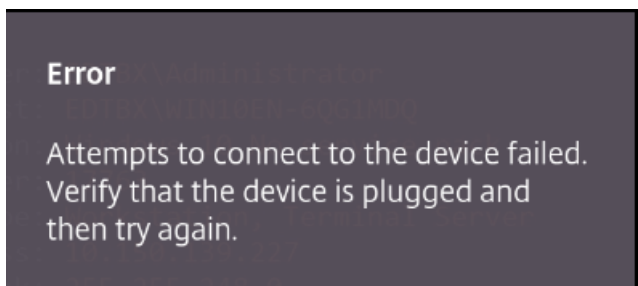 Error
Attempts to connect to the device failed.
Verify that the device is plugged and
then try again.